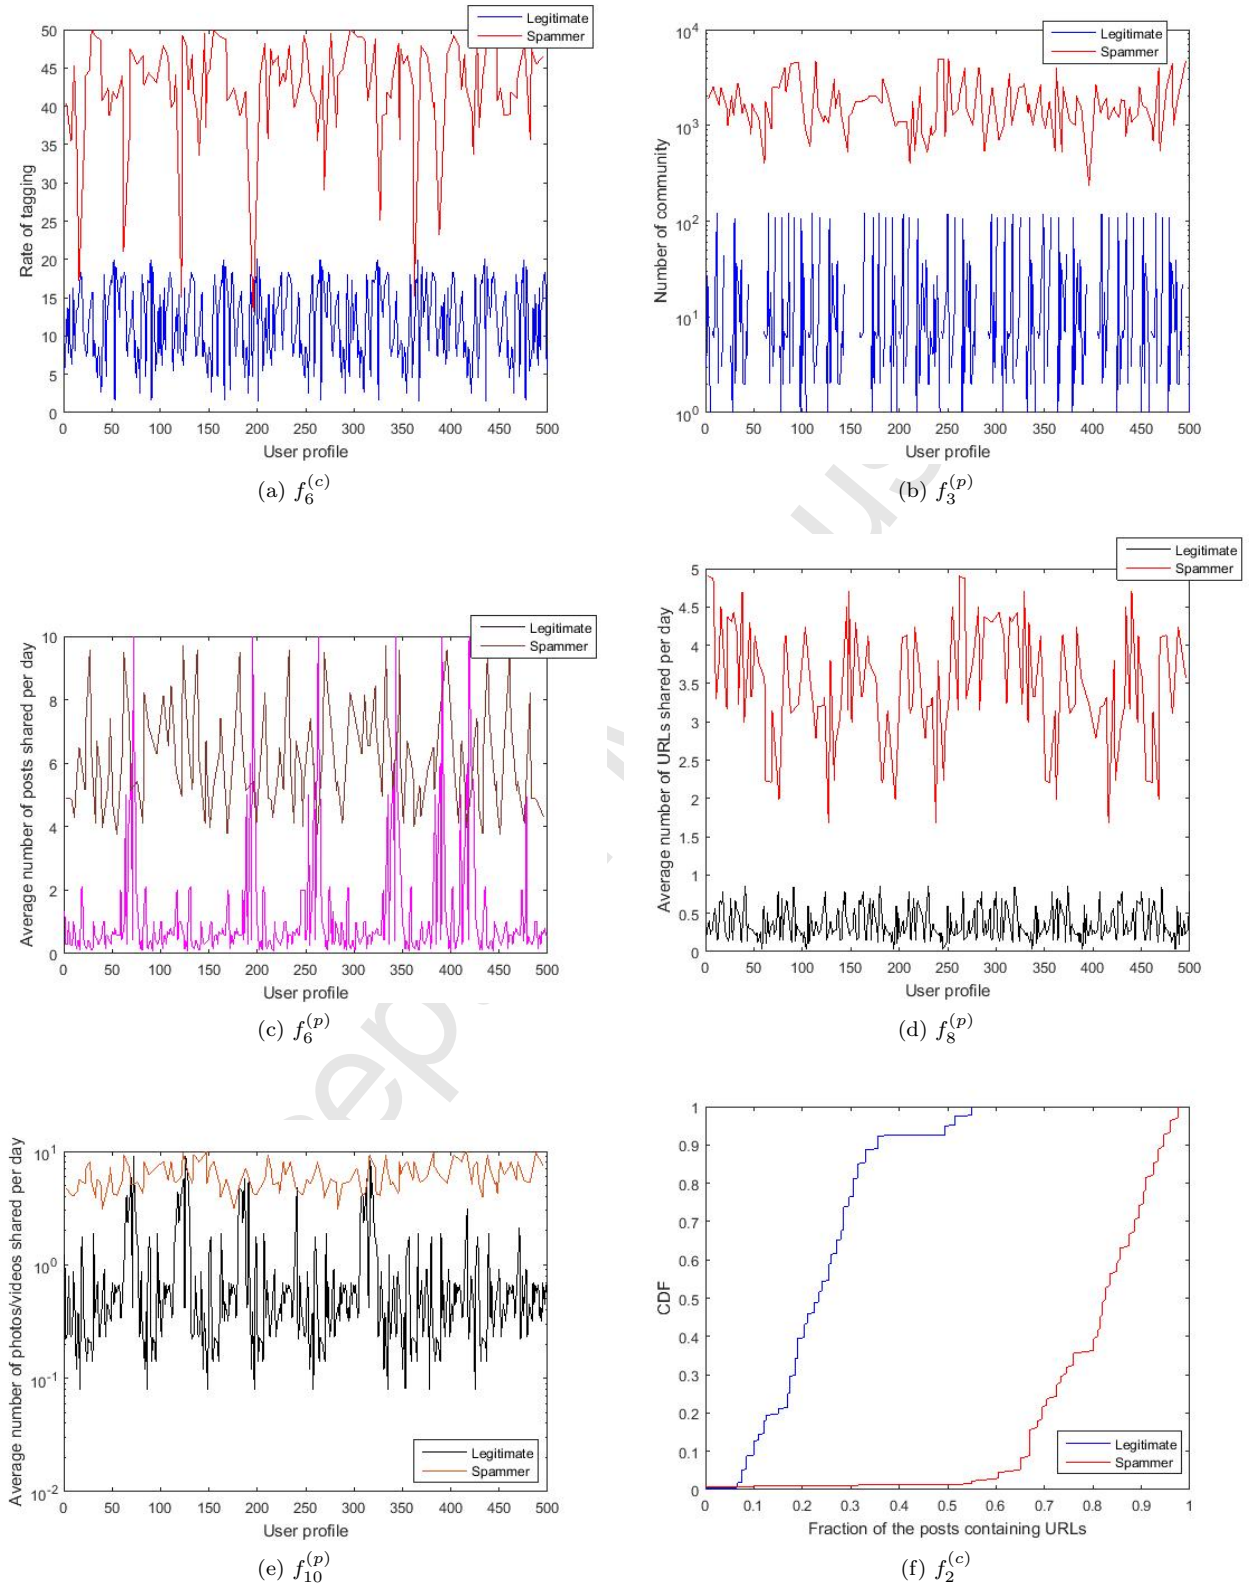 Legitimate
Spammer
Rate of tagging
50
45
40
35
30
25
20
15
10
5
0
0 50 100 150 200 250 300 350 400 450 500
User profile
(a) f_6^{(c)}
Legitimate
Spammer
Number of community
10^4
10^3
10^2
10^1
10^0
0 50 100 150 200 250 300 350 400 450 500
User profile
(b) f_3^{(p)}
Legitimate
Spammer
Average number of posts shared per day
10
8
6
4
2
0
0 50 100 150 200 250 300 350 400 450 500
User profile
(c) f_6^{(p)}
Legitimate
Spammer
Average number of URLs shared per day
5
4.5
4
3.5
3
2.5
2
1.5
1
0.5
0
0 50 100 150 200 250 300 350 400 450 500
User profile
(d) f_8^{(p)}
Average number of photos/videos shared per day
10^1
10^0
10^-1
10^-2
Legitimate
Spammer
0 50 100 150 200 250 300 350 400 450 500
User profile
(e) f_{10}^{(p)}
CDF
1
0.9
0.8
0.7
0.6
0.5
0.4
0.3
0.2
0.1
0
Legitimate
Spammer
0 0.1 0.2 0.3 0.4 0.5 0.6 0.7 0.8 0.9 1
Fraction of the posts containing URLs
(f) f_2^{(c)}